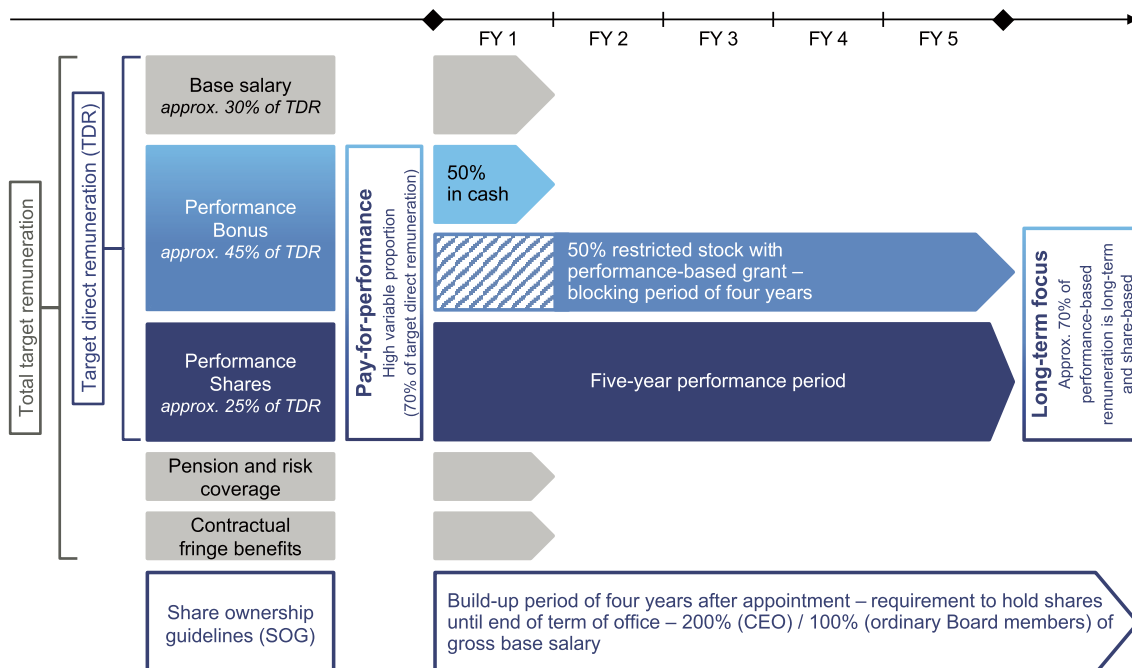 FY 1
FY 2
FY 3
FY 4
FY 5
Total target remuneration
Target direct remuneration (TDR)
Base salary
approx. 30% of TDR
Performance
Bonus
approx. 45% of TDR
Performance
Shares
approx. 25% of TDR
Pay-for-performance
High variable proportion
(70% of target direct remuneration)
50%
in cash
50% restricted stock with
performance-based grant –
blocking period of four years
Five-year performance period
Long-term focus
Approx. 70% of
performance-based
remuneration is long-term
and share-based
Pension and risk
coverage
Contractual
fringe benefits
Share ownership
guidelines (SOG)
Build-up period of four years after appointment – requirement to hold shares
until end of term of office – 200% (CEO) / 100% (ordinary Board members) of
gross base salary